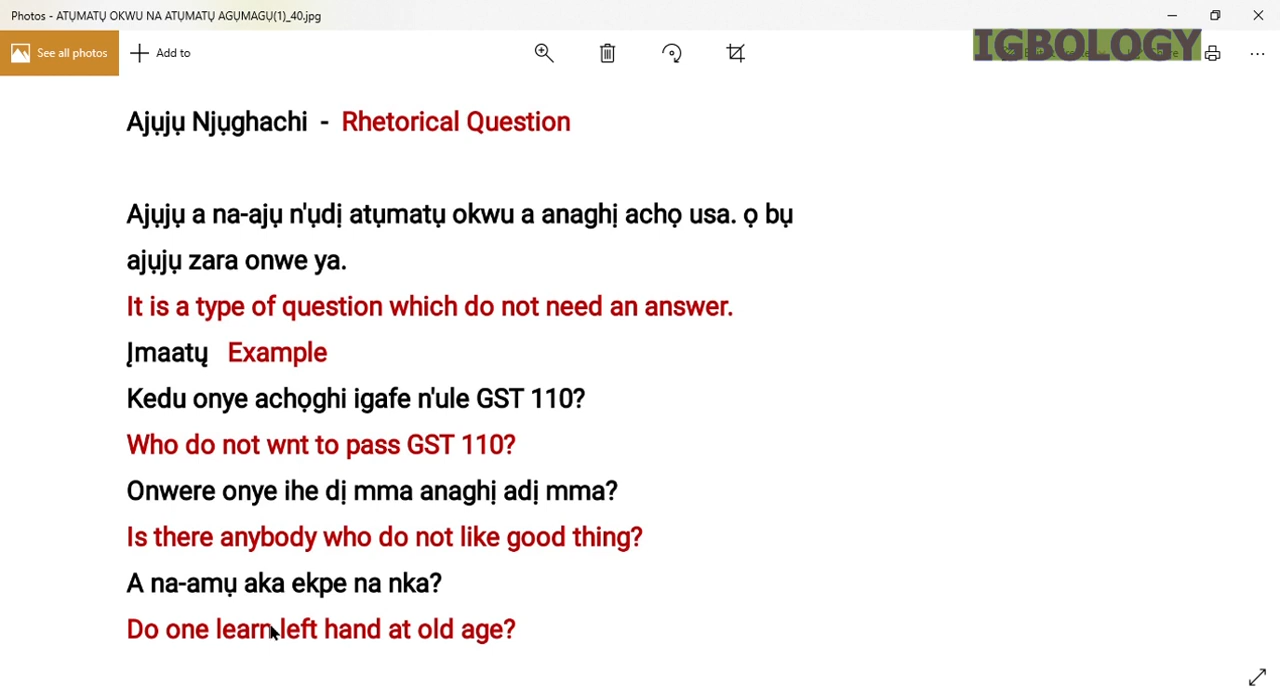 Photos - ATỤMATỤ OKWU NA ATỤMATỤ AGỤMAGỤ(1)_40.jpg
See all photos
Add to
IGBOLOGY
Ajụjụ Njụghachi - Rhetorical Question
Ajụjụ a na-ajụ n'ụdị atụmatụ okwu a anaghị achọ usa. ọ bụ
ajụjụ zara onwe ya.
It is a type of question which do not need an answer.
Įmaatų Example
Kedu onye achọghi igafe n'ule GST 110?
Who do not wnt to pass GST 110?
Onwere onye ihe dị mma anaghị adị mma?
Is there anybody who do not like good thing?
A na-amụ aka ekpe na nka?
Do one learn left hand at old age?